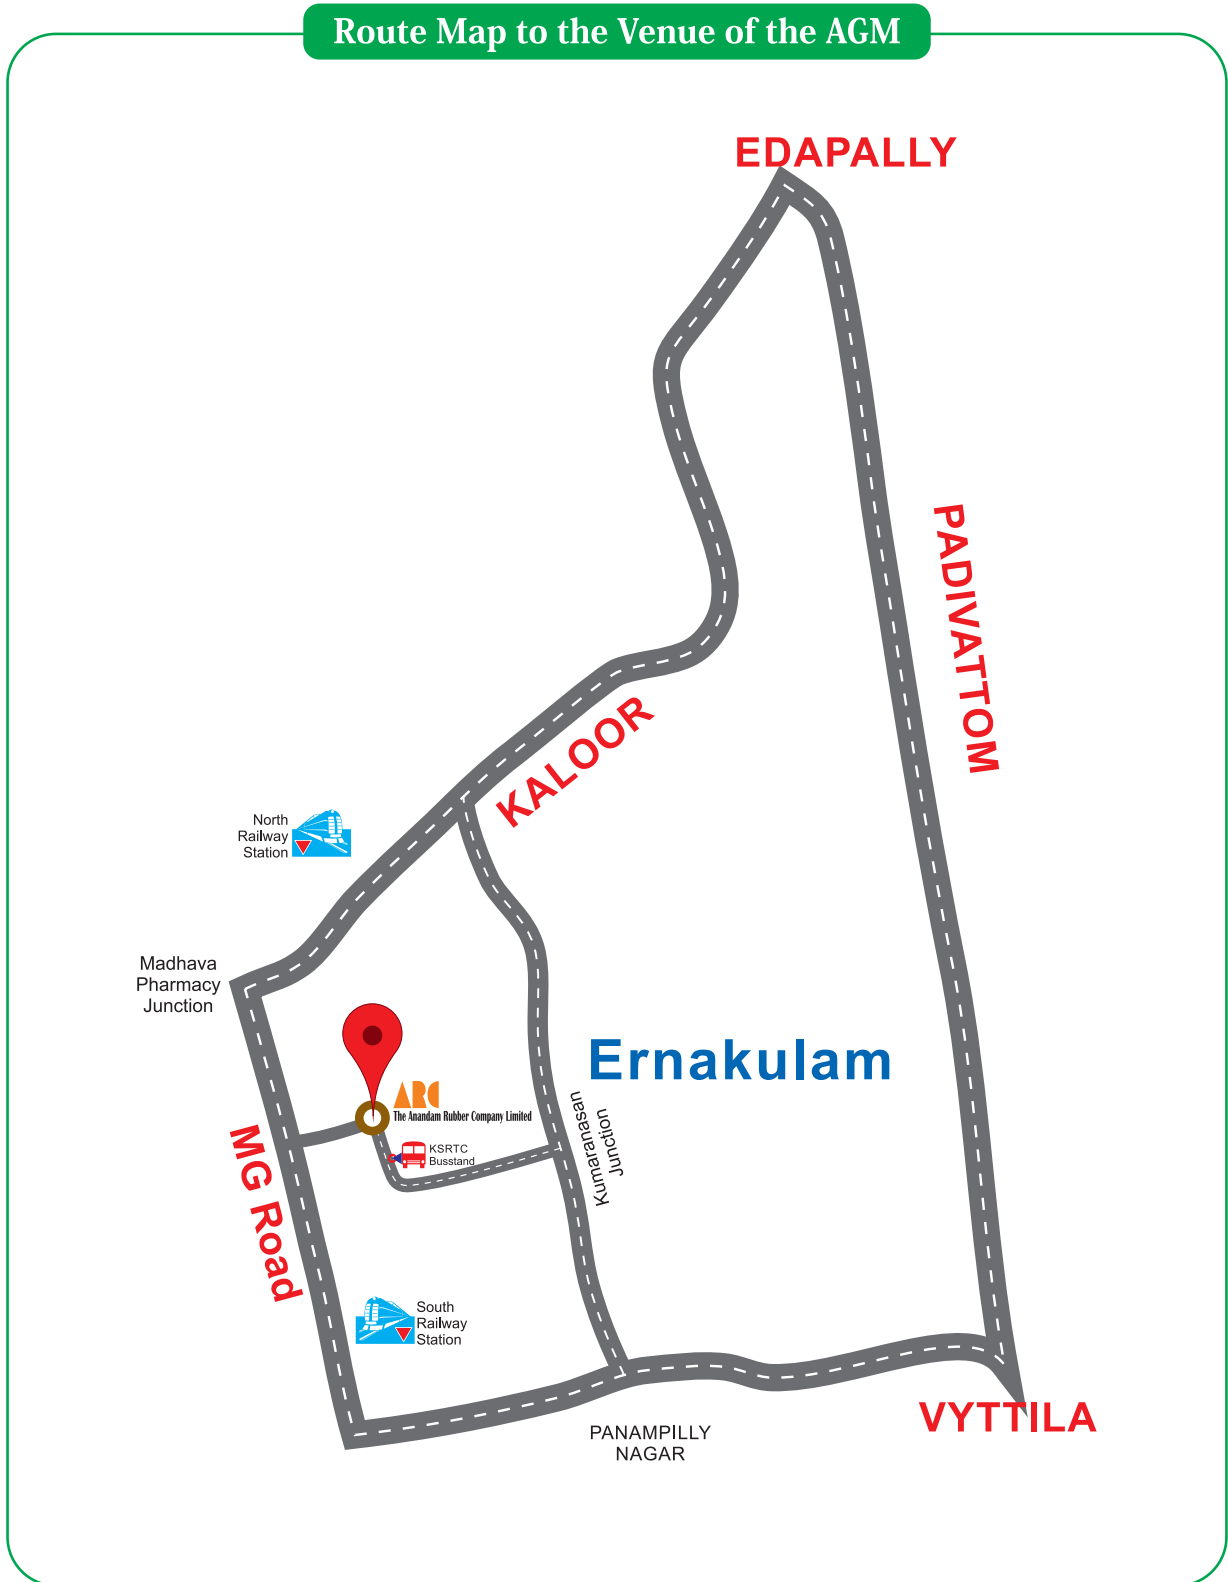 Route Map to the Venue of the AGM
EDAPALLY
PADIVATTOM
KALOOR
North
Railway
Station
Madhava
Pharmacy
Junction
Ernakulam
ARC
The Anandam Rubber Company Limited
KSRTC
Busstand
Kumaranasan
Junction
MG Road
South
Railway
Station
VYTTILA
PANAMPILLY
NAGAR